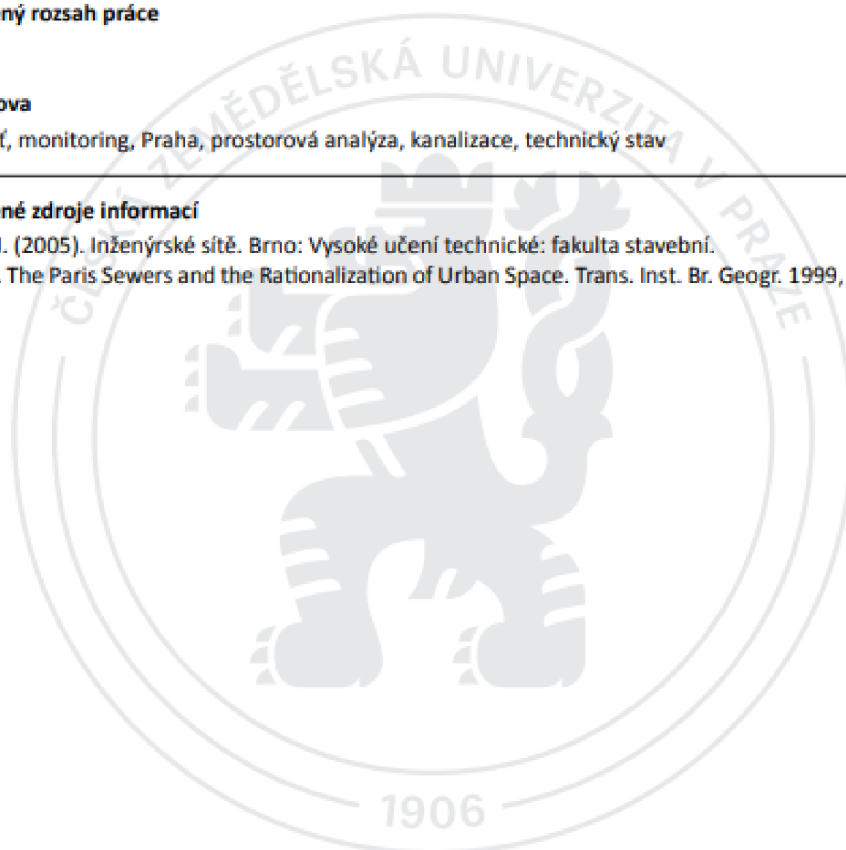 ný rozsah práce
ova
ť, monitoring, Praha, prostorová analýza, kanalizace, technický stav
né zdroje informací
. (2005). Inženýrské sítě. Brno: Vysoké učení technické: fakulta stavební.
. The Paris Sewers and the Rationalization of Urban Space. Trans. Inst. Br. Geogr. 1999,
ČESKÁ ZEMĚDĚLSKÁ UNIVERZITA V PRAZE
1906